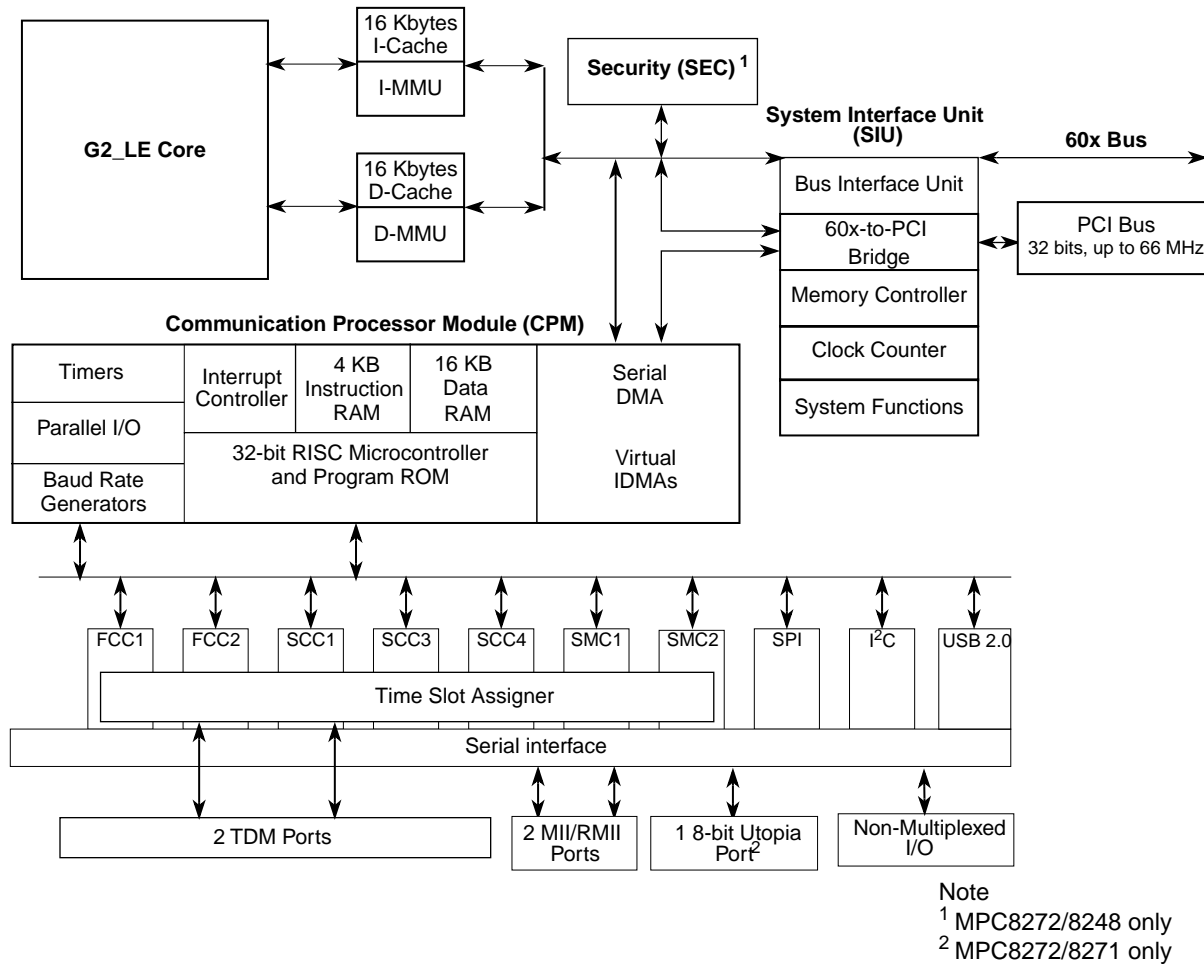 G2_LE Core
16 Kbytes
I-Cache
I-MMU
16 Kbytes
D-Cache
D-MMU
Security (SEC) 1
System Interface Unit
(SIU)
60x Bus
Bus Interface Unit
60x-to-PCI
Bridge
Memory Controller
Clock Counter
System Functions
PCI Bus
32 bits, up to 66 MHz
Communication Processor Module (CPM)
Timers
Parallel I/O
Baud Rate
Generators
Interrupt
Controller
4 KB
Instruction
RAM
16 KB
Data
RAM
32-bit RISC Microcontroller
and Program ROM
Serial
DMA
Virtual
IDMAs
FCC1
FCC2
SCC1
SCC3
SCC4
SMC1
SMC2
SPI
I2C
USB 2.0
Time Slot Assigner
Serial interface
2 TDM Ports
2 MII/RMII
Ports
1 8-bit Utopia
Port2
Non-Multiplexed
I/O
Note
1 MPC8272/8248 only
2 MPC8272/8271 only